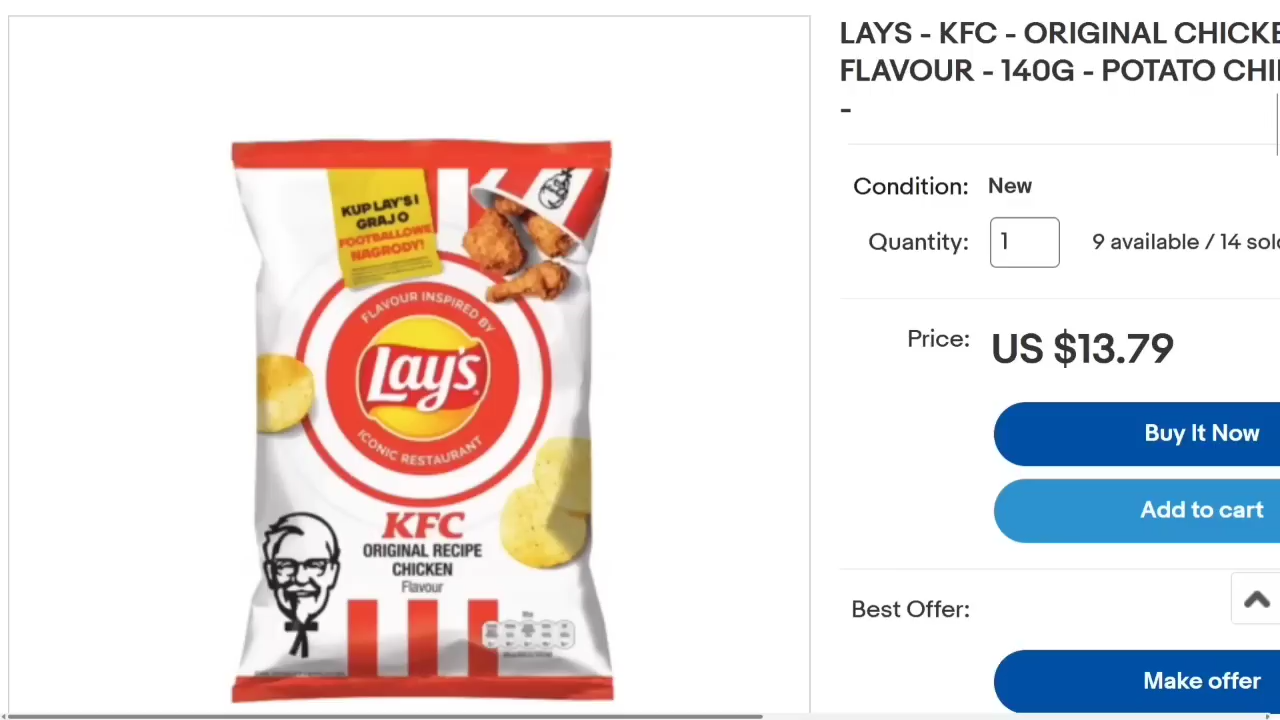 LAYS - KFC - ORIGINAL CHICKE
FLAVOUR - 140G - POTATO CHI
-
Condition: New
Quantity: 1 9 available / 14 sol
Price: US $13.79
Buy It Now
Add to cart
Best Offer:
Make offer
KUP LAY'S I
GRAJ O
FOOTBALLOWE
NAGRODY!
FLAVOUR INSPIRED BY
Lay's
ICONIC RESTAURANT
KFC
ORIGINAL RECIPE
CHICKEN
Flavour